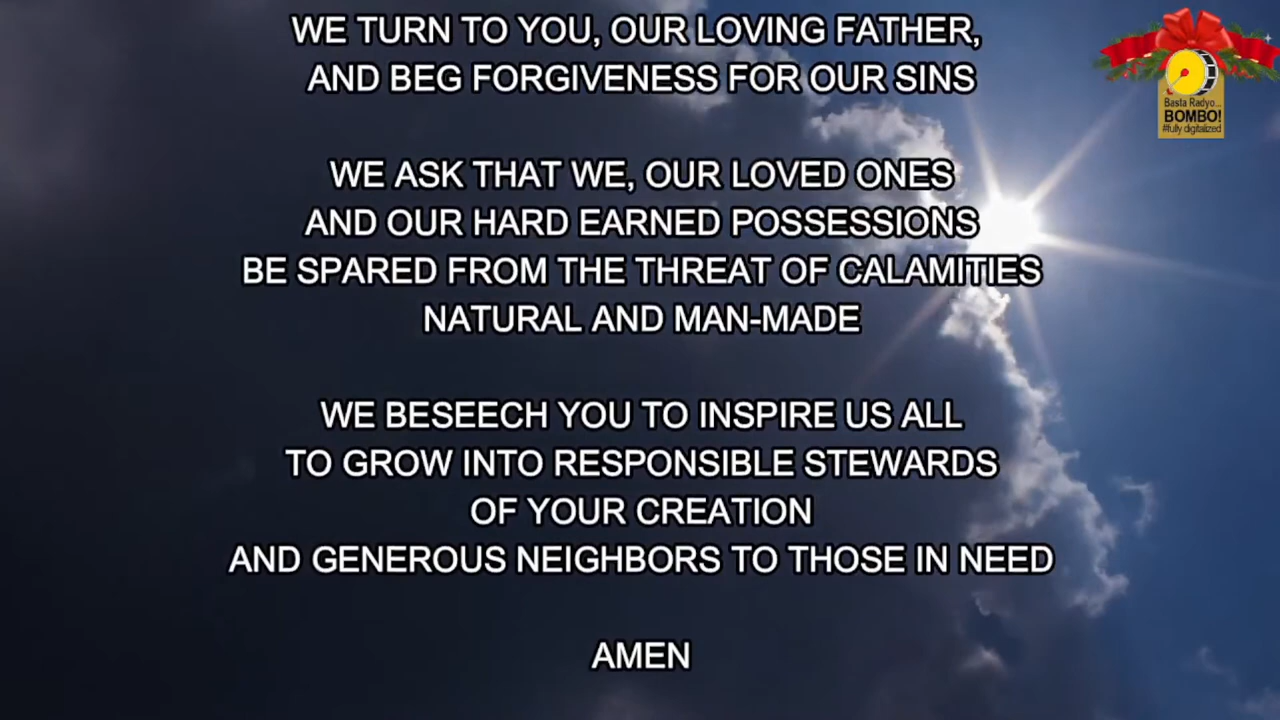 WE TURN TO YOU, OUR LOVING FATHER,
AND BEG FORGIVENESS FOR OUR SINS
WE ASK THAT WE, OUR LOVED ONES
AND OUR HARD EARNED POSSESSIONS
BE SPARED FROM THE THREAT OF CALAMITIES
NATURAL AND MAN-MADE
WE BESEECH YOU TO INSPIRE US ALL
TO GROW INTO RESPONSIBLE STEWARDS
OF YOUR CREATION
AND GENEROUS NEIGHBORS TO THOSE IN NEED
AMEN
Basta Radyo...
BOMBO!
#fully digitalized